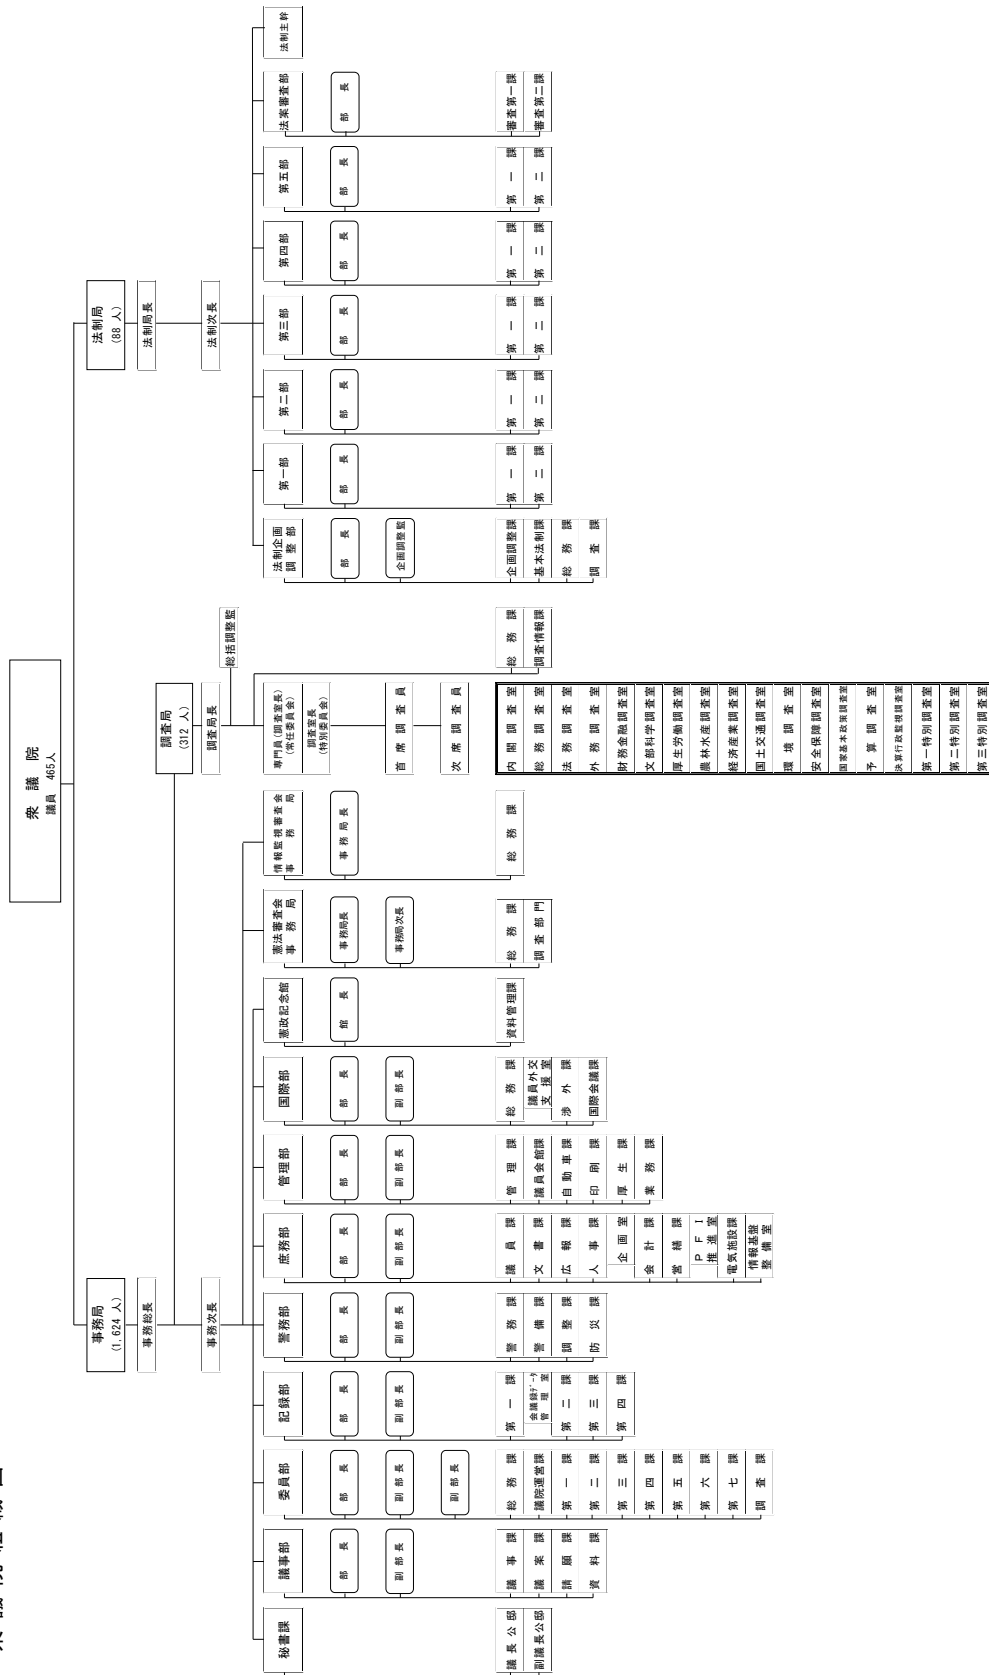 衆議院組織図
衆議院
議員 465人
事務局
(1,624 人)
事務総長
事務次長
調査局
(312 人)
調査局長
総括調整監
法制局
(88 人)
法制局長
法制次長
秘書課
議長公邸
副議長公邸
議事部
部長
副部長
議事課
議案課
請願課
資料課
委員部
部長
副部長
副部長
総務課
議院運営課
第一課
第二課
第三課
第四課
第五課
第六課
第七課
調査課
記録部
部長
副部長
第一課
会議録データ
管理室
第二課
第三課
第四課
警務部
部長
副部長
警務課
警備課
調整課
防災課
庶務部
部長
副部長
議員課
文書課
広報課
人事課
企画室
会計課
営繕課
PFI
推進室
電気施設課
情報基盤
整備室
管理部
部長
副部長
管理課
議員会館課
自動車課
印刷課
厚生課
業務課
国際部
部長
副部長
総務課
議員外交
支援室
渉外課
国際会議課
憲政記念館
館長
資料管理課
憲法審査会
事務局
事務局長
事務局次長
総務課
調査部門
情報監視審査会
事務局
事務局長
総務課
専門員(調査室長)
(常任委員会)
調査室長
(特別委員会)
首席調査員
次席調査員
内閣調査室
総務調査室
法務調査室
外務調査室
財務金融調査室
文部科学調査室
厚生労働調査室
農林水産調査室
経済産業調査室
国土交通調査室
環境調査室
安全保障調査室
国家基本政策調査室
予算調査室
決算行政監視調査室
第一特別調査室
第二特別調査室
第三特別調査室
総務課
調査情報課
法制企画
調整部
部長
企画調整監
企画調整課
基本法制課
総務課
調査課
第一部
部長
第一課
第二課
第二部
部長
第一課
第二課
第三部
部長
第一課
第二課
第四部
部長
第一課
第二課
第五部
部長
第一課
第二課
法案審査部
部長
審査第一課
審査第二課
法制主幹